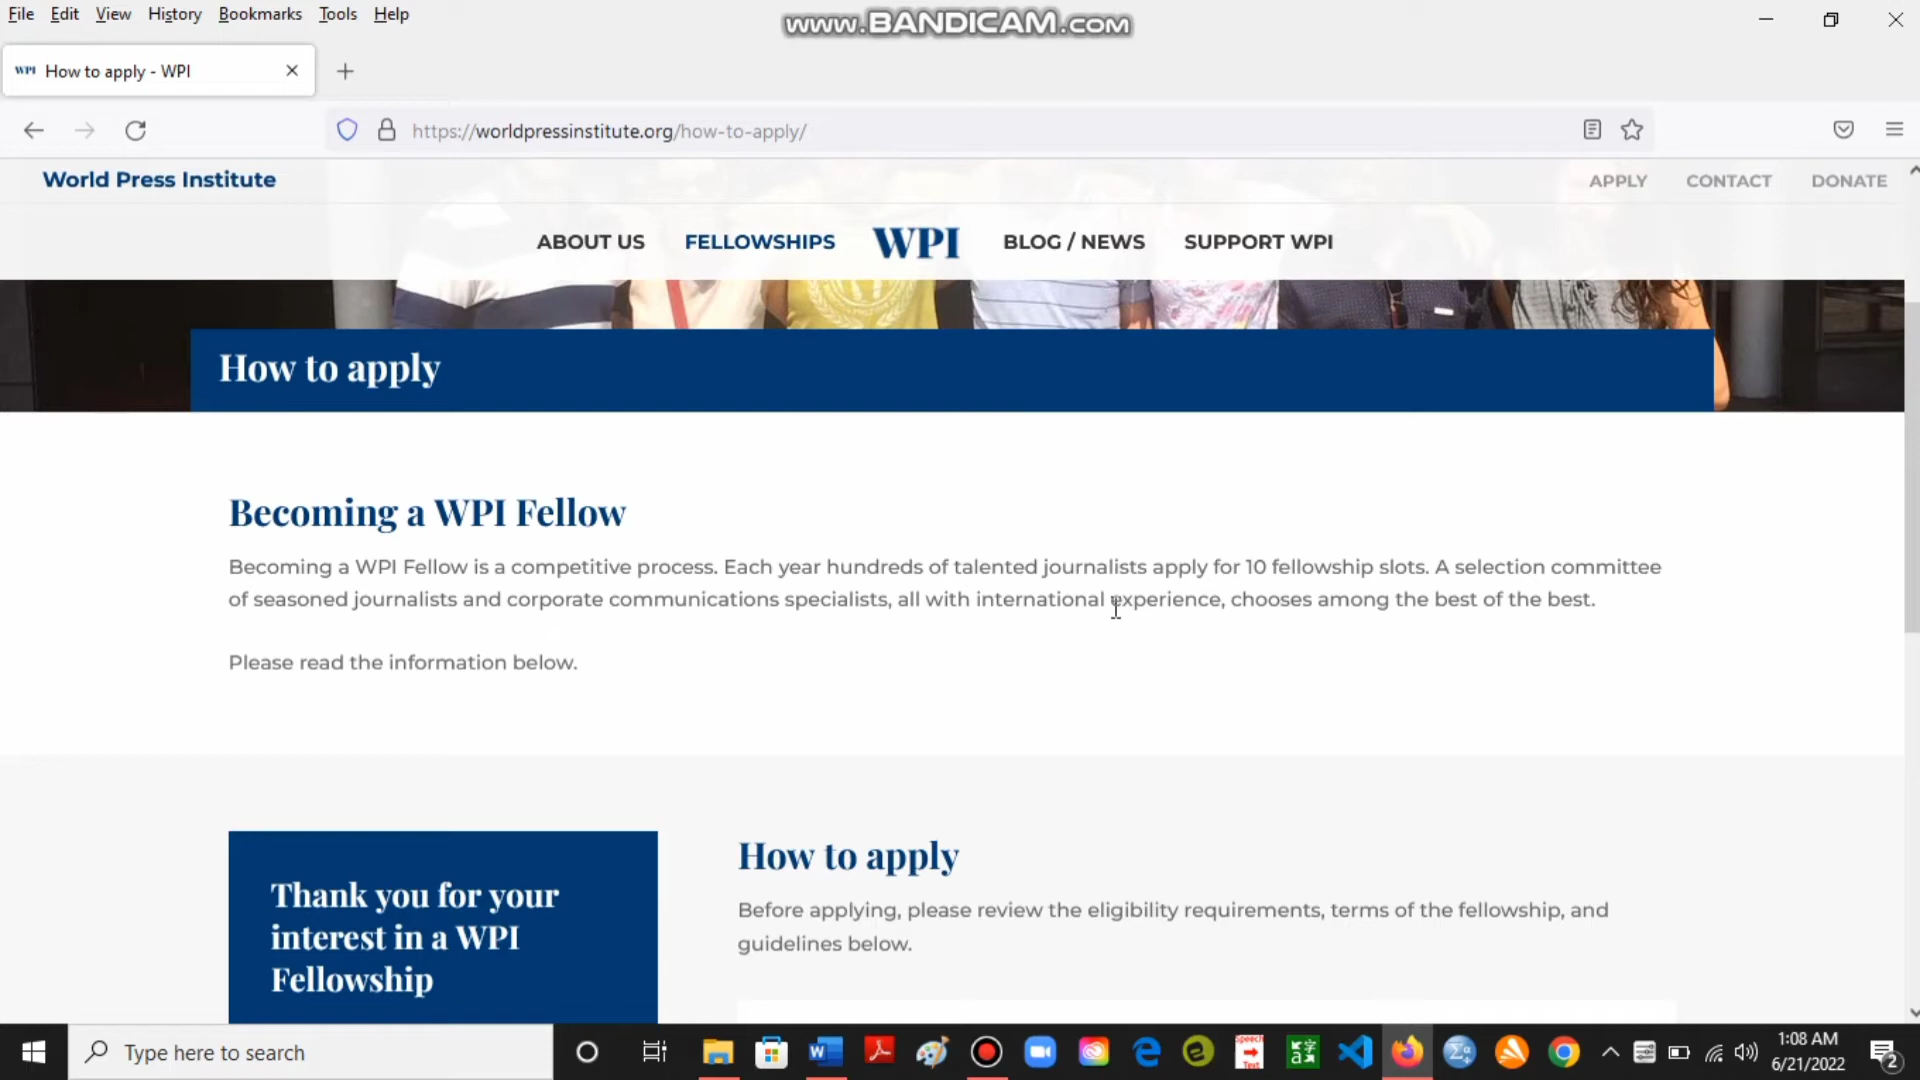 File Edit View History Bookmarks Tools Help
www.BANDICAM.com
WPI How to apply - WPI
https://worldpressinstitute.org/how-to-apply/
World Press Institute
APPLY CONTACT DONATE
ABOUT US FELLOWSHIPS WPI BLOG / NEWS SUPPORT WPI
How to apply
Becoming a WPI Fellow
Becoming a WPI Fellow is a competitive process. Each year hundreds of talented journalists apply for 10 fellowship slots. A selection committee
of seasoned journalists and corporate communications specialists, all with international experience, chooses among the best of the best.
Please read the information below.
Thank you for your
interest in a WPI
Fellowship
How to apply
Before applying, please review the eligibility requirements, terms of the fellowship, and
guidelines below.
Type here to search
Speech
Text
1:08 AM
6/21/2022
2